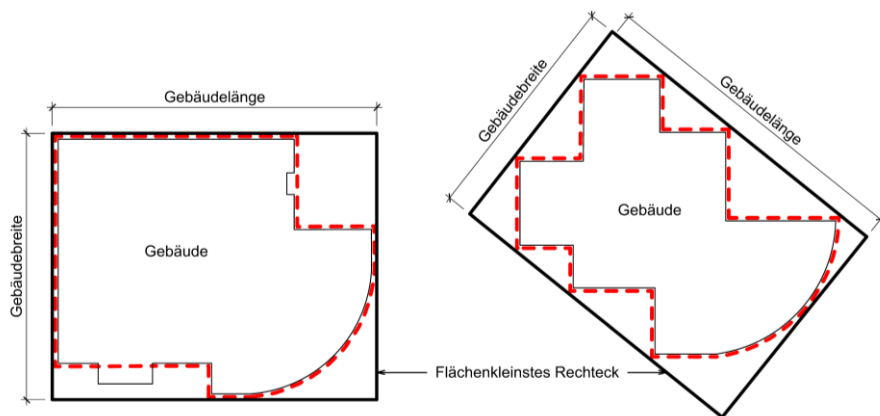 Gebäudelänge
Gebäudebreite
Gebäude
Gebäudebreite
Gebäudelänge
Gebäude
Flächenkleinstes Rechteck